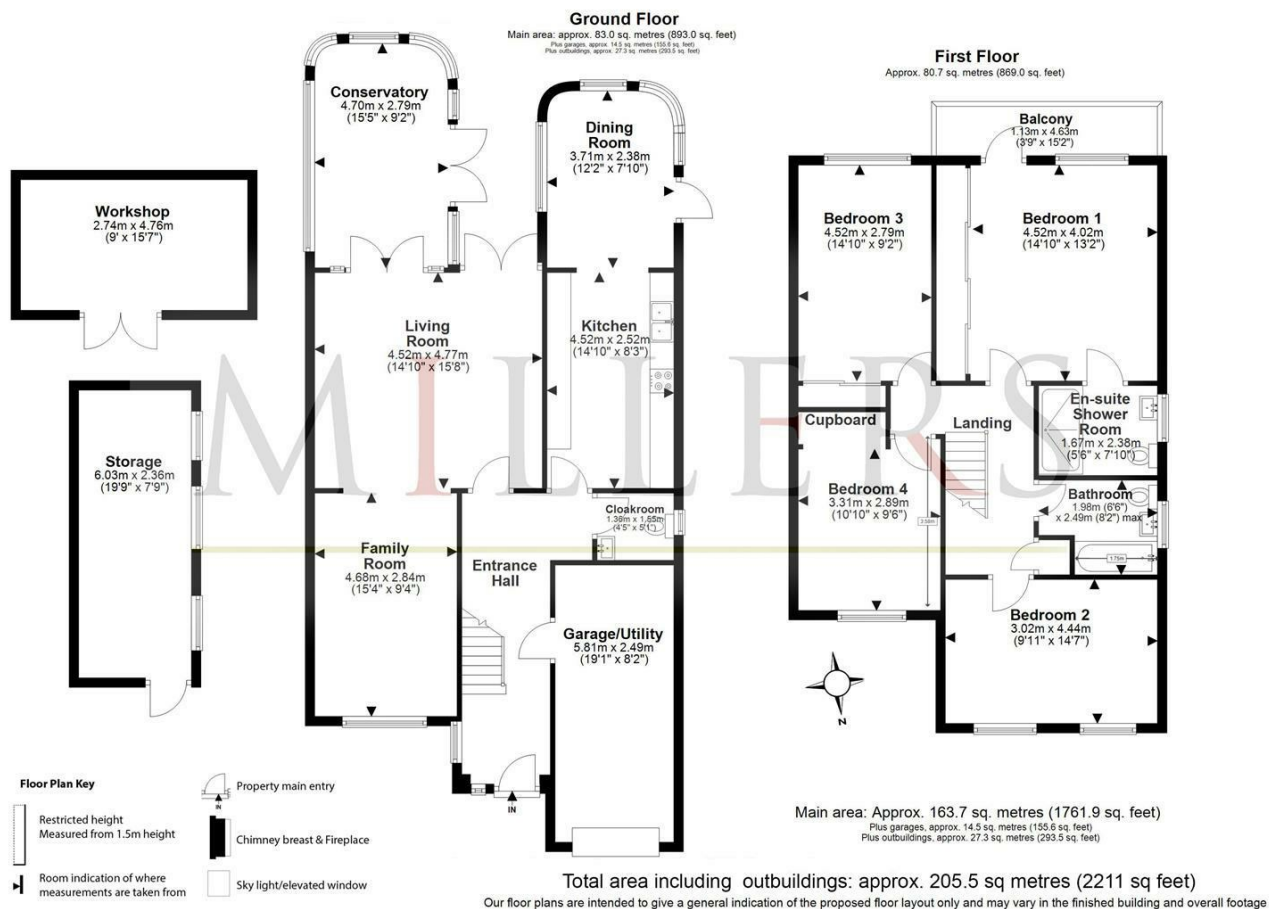 Ground Floor
Main area: approx. 83.0 sq. metres (893.0 sq. feet)
Plus garages, approx. 14.5 sq. metres (155.6 sq. feet)
Plus outbuildings, approx. 27.3 sq. metres (293.5 sq. feet)
First Floor
Approx. 80.7 sq. metres (869.0 sq. feet)
Conservatory
4.70m x 2.79m
(15'5" x 9'2")
Dining
Room
3.71m x 2.38m
(12'2" x 7'10")
Balcony
1.13m x 4.63m
(3'9" x 15'2")
Workshop
2.74m x 4.76m
(9' x 15'7")
Bedroom 3
4.52m x 2.79m
(14'10" x 9'2")
Bedroom 1
4.52m x 4.02m
(14'10" x 13'2")
Living
Room
4.52m x 4.77m
(14'10" x 15'8")
Kitchen
4.52m x 2.52m
(14'10" x 8'3")
MILLERS
Storage
6.03m x 2.36m
(19'9" x 7'9")
Cupboard
Landing
En-suite
Shower
Room
1.67m x 2.38m
(5'6" x 7'10")
Bedroom 4
3.31m x 2.89m
(10'10" x 9'6")
3.58m
Bathroom
1.98m (6'6")
x 2.49m (8'2") max
1.75m
Cloakroom
1.36m x 1.55m
(4'5" x 5'1")
Family
Room
4.68m x 2.84m
(15'4" x 9'4")
Entrance
Hall
Garage/Utility
5.81m x 2.49m
(19'1" x 8'2")
Bedroom 2
3.02m x 4.44m
(9'11" x 14'7")
N
IN
Floor Plan Key
Restricted height
Measured from 1.5m height
Room indication of where
measurements are taken from
Property main entry
IN
Chimney breast & Fireplace
Sky light/elevated window
Main area: Approx. 163.7 sq. metres (1761.9 sq. feet)
Plus garages, approx. 14.5 sq. metres (155.6 sq. feet)
Plus outbuildings, approx. 27.3 sq. metres (293.5 sq. feet)
Total area including outbuildings: approx. 205.5 sq metres (2211 sq feet)
Our floor plans are intended to give a general indication of the proposed floor layout only and may vary in the finished building and overall footage